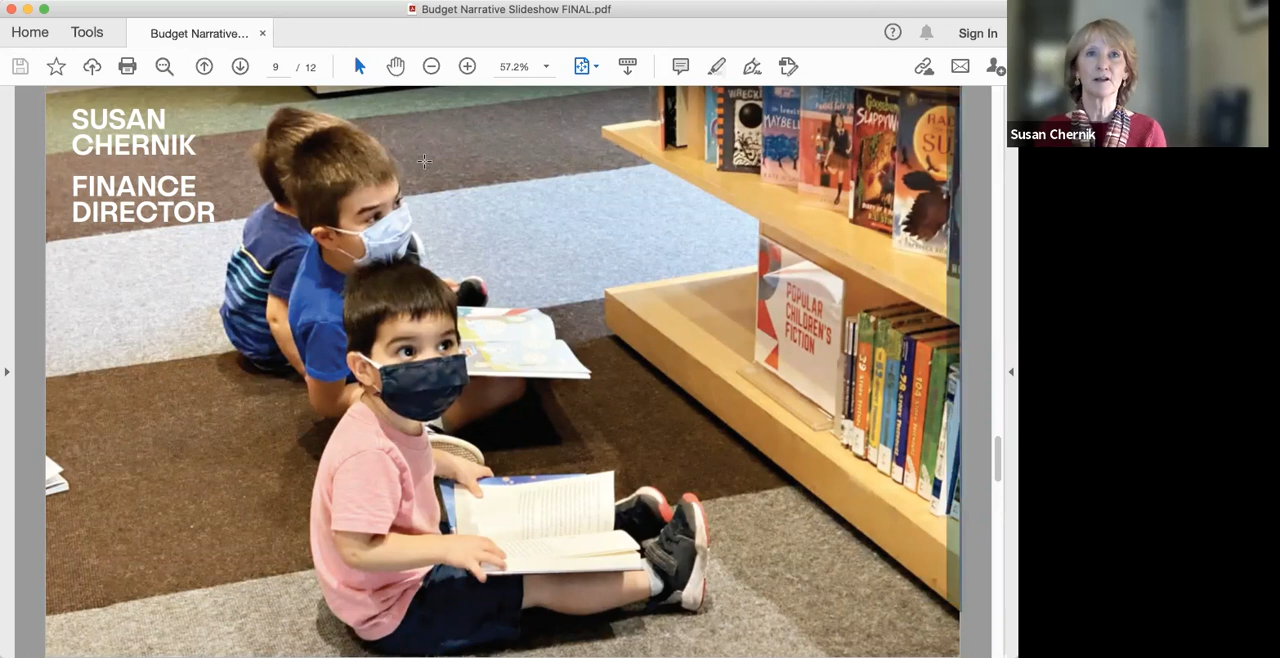 Budget Narrative Slideshow FINAL.pdf
Home
Tools
Budget Narrative...
Sign In
9 / 12
57.2%
SUSAN
CHERNIK
FINANCE
DIRECTOR
Susan Chernik
POPULAR
CHILDREN'S
FICTION